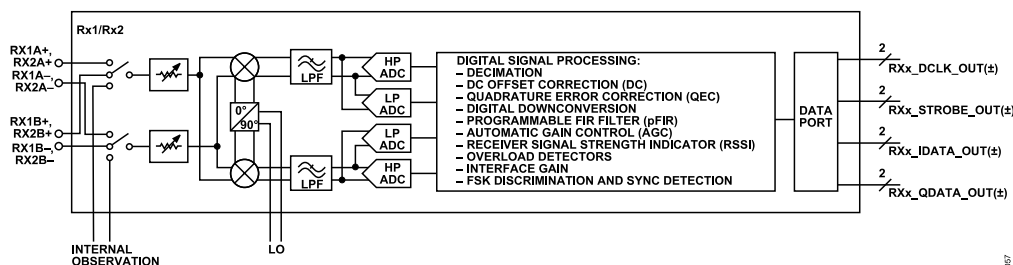 Rx1/Rx2
RX1A+,
RX2A+
RX1A–,
RX2A–
RX1B+,
RX2B+
RX1B–,
RX2B–
INTERNAL
OBSERVATION
LO
0°
90°
LPF
LPF
HP
ADC
LP
ADC
LP
ADC
HP
ADC
DIGITAL SIGNAL PROCESSING:
– DECIMATION
– DC OFFSET CORRECTION (DC)
– QUADRATURE ERROR CORRECTION (QEC)
– DIGITAL DOWNCONVERSION
– PROGRAMMABLE FIR FILTER (pFIR)
– AUTOMATIC GAIN CONTROL (AGC)
– RECEIVER SIGNAL STRENGTH INDICATOR (RSSI)
– OVERLOAD DETECTORS
– INTERFACE GAIN
– FSK DISCRIMINATION AND SYNC DETECTION
DATA
PORT
2
RXx_DCLK_OUT(±)
2
RXx_STROBE_OUT(±)
2
RXx_IDATA_OUT(±)
2
RXx_QDATA_OUT(±)